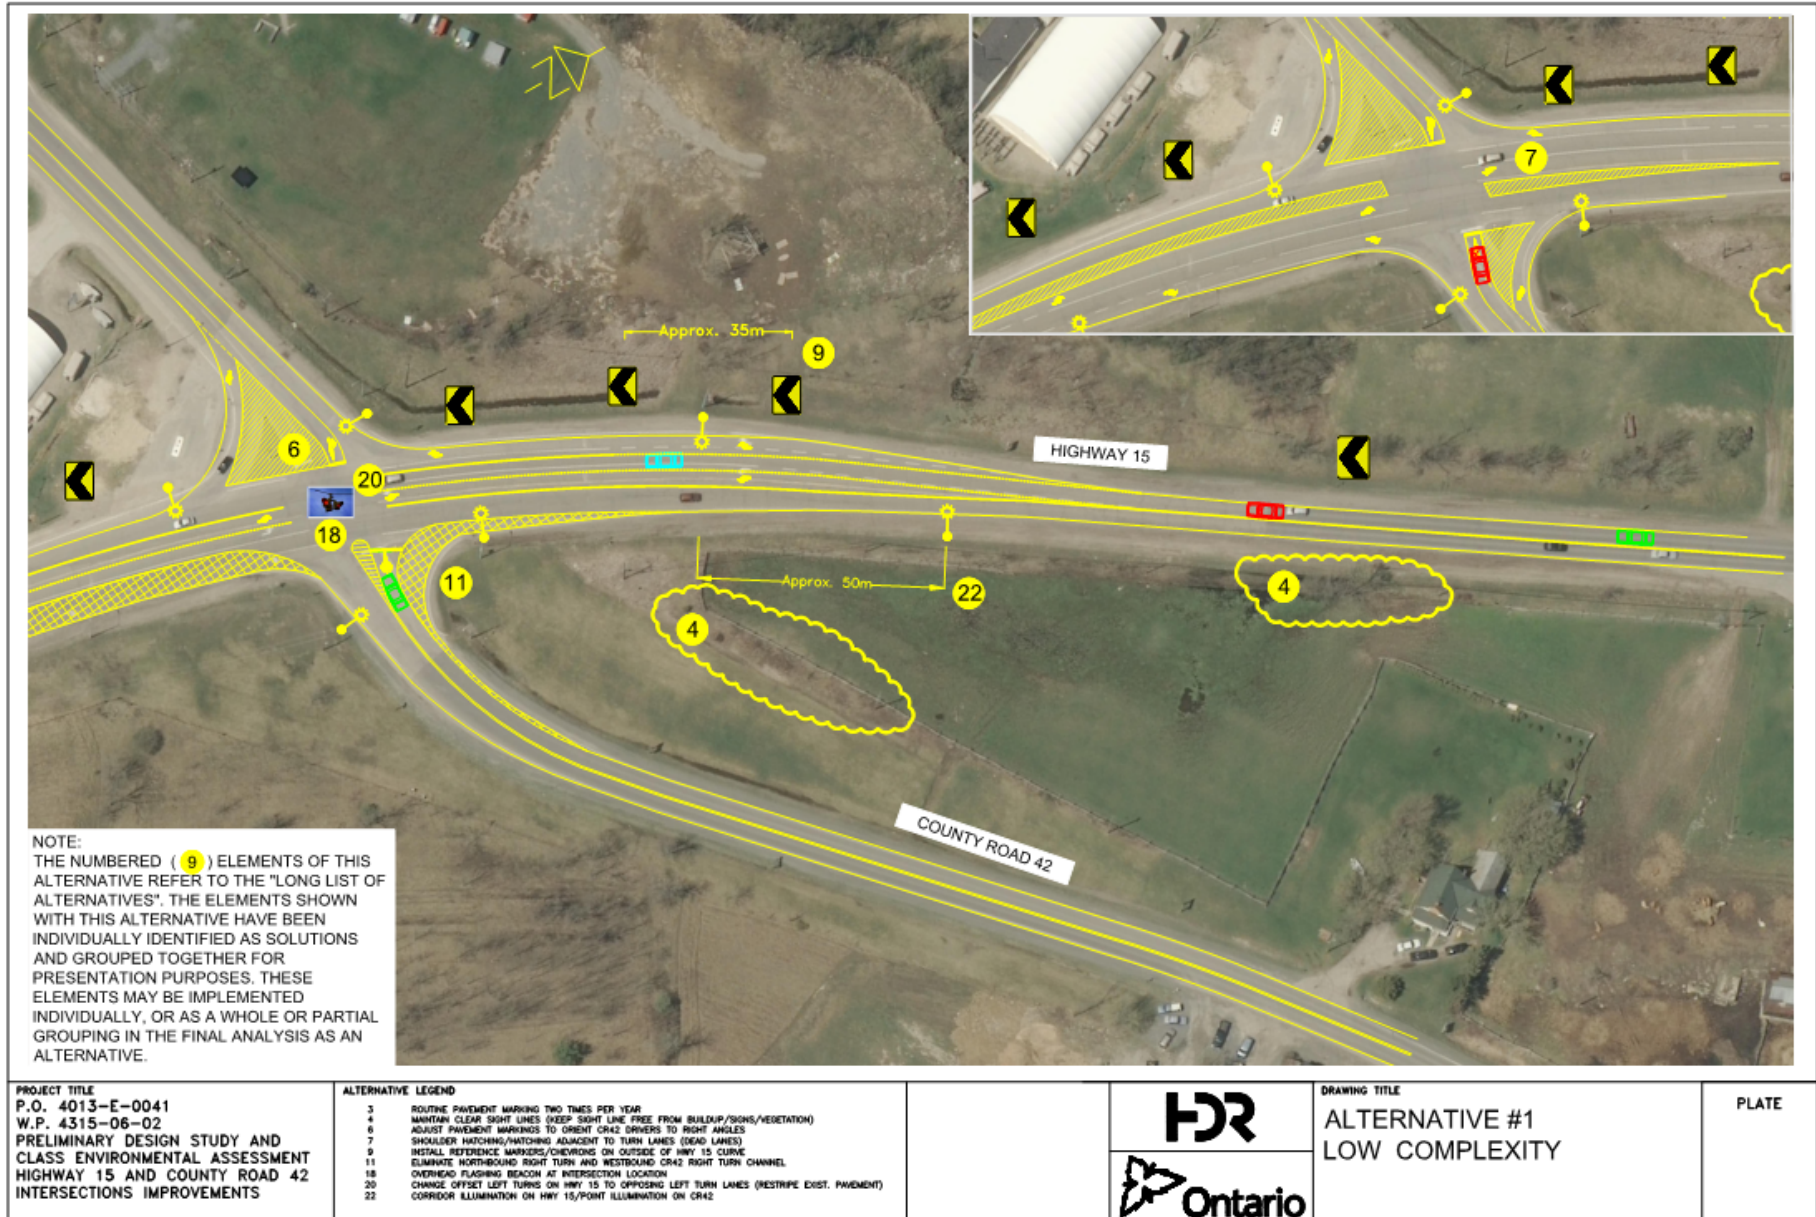 7
Approx. 35m
9
HIGHWAY 15
6
20
18
11
Approx. 50m
22
4
4
COUNTY ROAD 42
NOTE:
THE NUMBERED ( 9 ) ELEMENTS OF THIS
ALTERNATIVE REFER TO THE "LONG LIST OF
ALTERNATIVES". THE ELEMENTS SHOWN
WITH THIS ALTERNATIVE HAVE BEEN
INDIVIDUALLY IDENTIFIED AS SOLUTIONS
AND GROUPED TOGETHER FOR
PRESENTATION PURPOSES. THESE
ELEMENTS MAY BE IMPLEMENTED
INDIVIDUALLY, OR AS A WHOLE OR PARTIAL
GROUPING IN THE FINAL ANALYSIS AS AN
ALTERNATIVE.
PROJECT TITLE
P.O. 4013-E-0041
W.P. 4315-06-02
PRELIMINARY DESIGN STUDY AND
CLASS ENVIRONMENTAL ASSESSMENT
HIGHWAY 15 AND COUNTY ROAD 42
INTERSECTIONS IMPROVEMENTS
ALTERNATIVE LEGEND
3 ROUTINE PAVEMENT MARKING TWO TIMES PER YEAR
4 MAINTAIN CLEAR SIGHT LINES (KEEP SIGHT LINE FREE FROM BUILDUP/SIGNS/VEGETATION)
6 ADJUST PAVEMENT MARKINGS TO ORIENT CR42 DRIVERS TO RIGHT ANGLES
7 SHOULDER HATCHING/HATCHING ADJACENT TO TURN LANES (DEAD LANES)
9 INSTALL REFERENCE MARKERS/CHEVRONS ON OUTSIDE OF HWY 15 CURVE
11 ELIMINATE NORTHBOUND RIGHT TURN AND WESTBOUND CR42 RIGHT TURN CHANNEL
18 OVERHEAD FLASHING BEACON AT INTERSECTION LOCATION
20 CHANGE OFFSET LEFT TURNS ON HWY 15 TO OPPOSING LEFT TURN LANES (RESTRIPE EXIST. PAVEMENT)
22 CORRIDOR ILLUMINATION ON HWY 15/POINT ILLUMINATION ON CR42
HDR
Ontario
DRAWING TITLE
ALTERNATIVE #1
LOW COMPLEXITY
PLATE